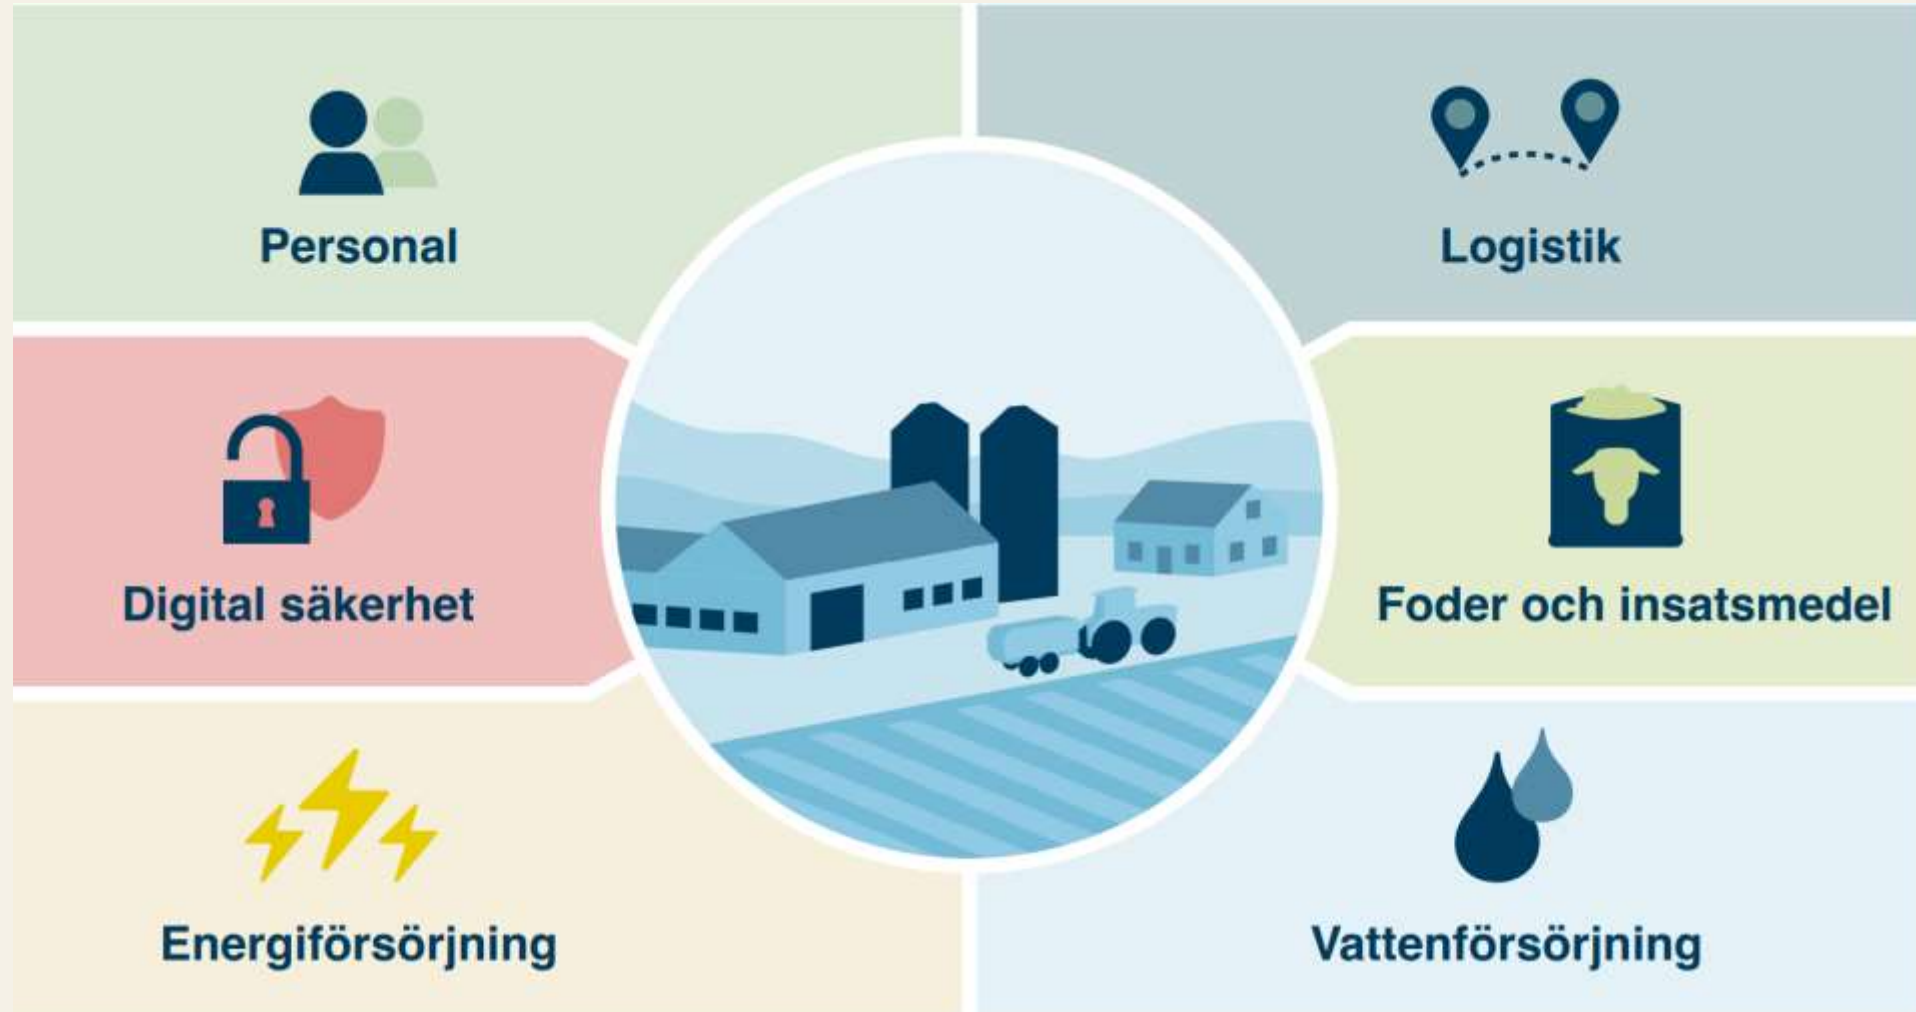 Personal
Logistik
Digital säkerhet
Foder och insatsmedel
Energiförsörjning
Vattenförsörjning